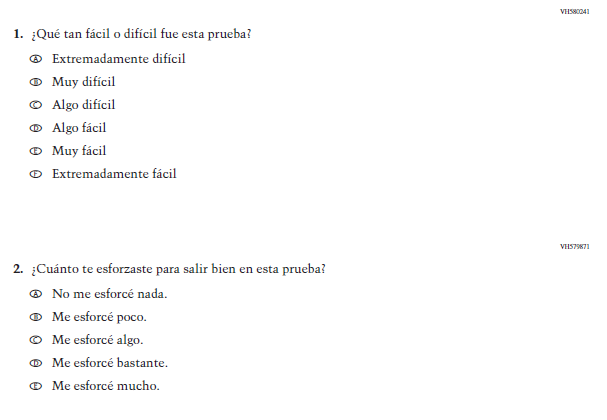 VH580241
1. ¿Qué tan fácil o difícil fue esta prueba?
A Extremadamente difícil
B Muy difícil
C Algo difícil
D Algo fácil
E Muy fácil
F Extremadamente fácil
VH579871
2. ¿Cuánto te esforzaste para salir bien en esta prueba?
A No me esforcé nada.
B Me esforcé poco.
C Me esforcé algo.
D Me esforcé bastante.
E Me esforcé mucho.